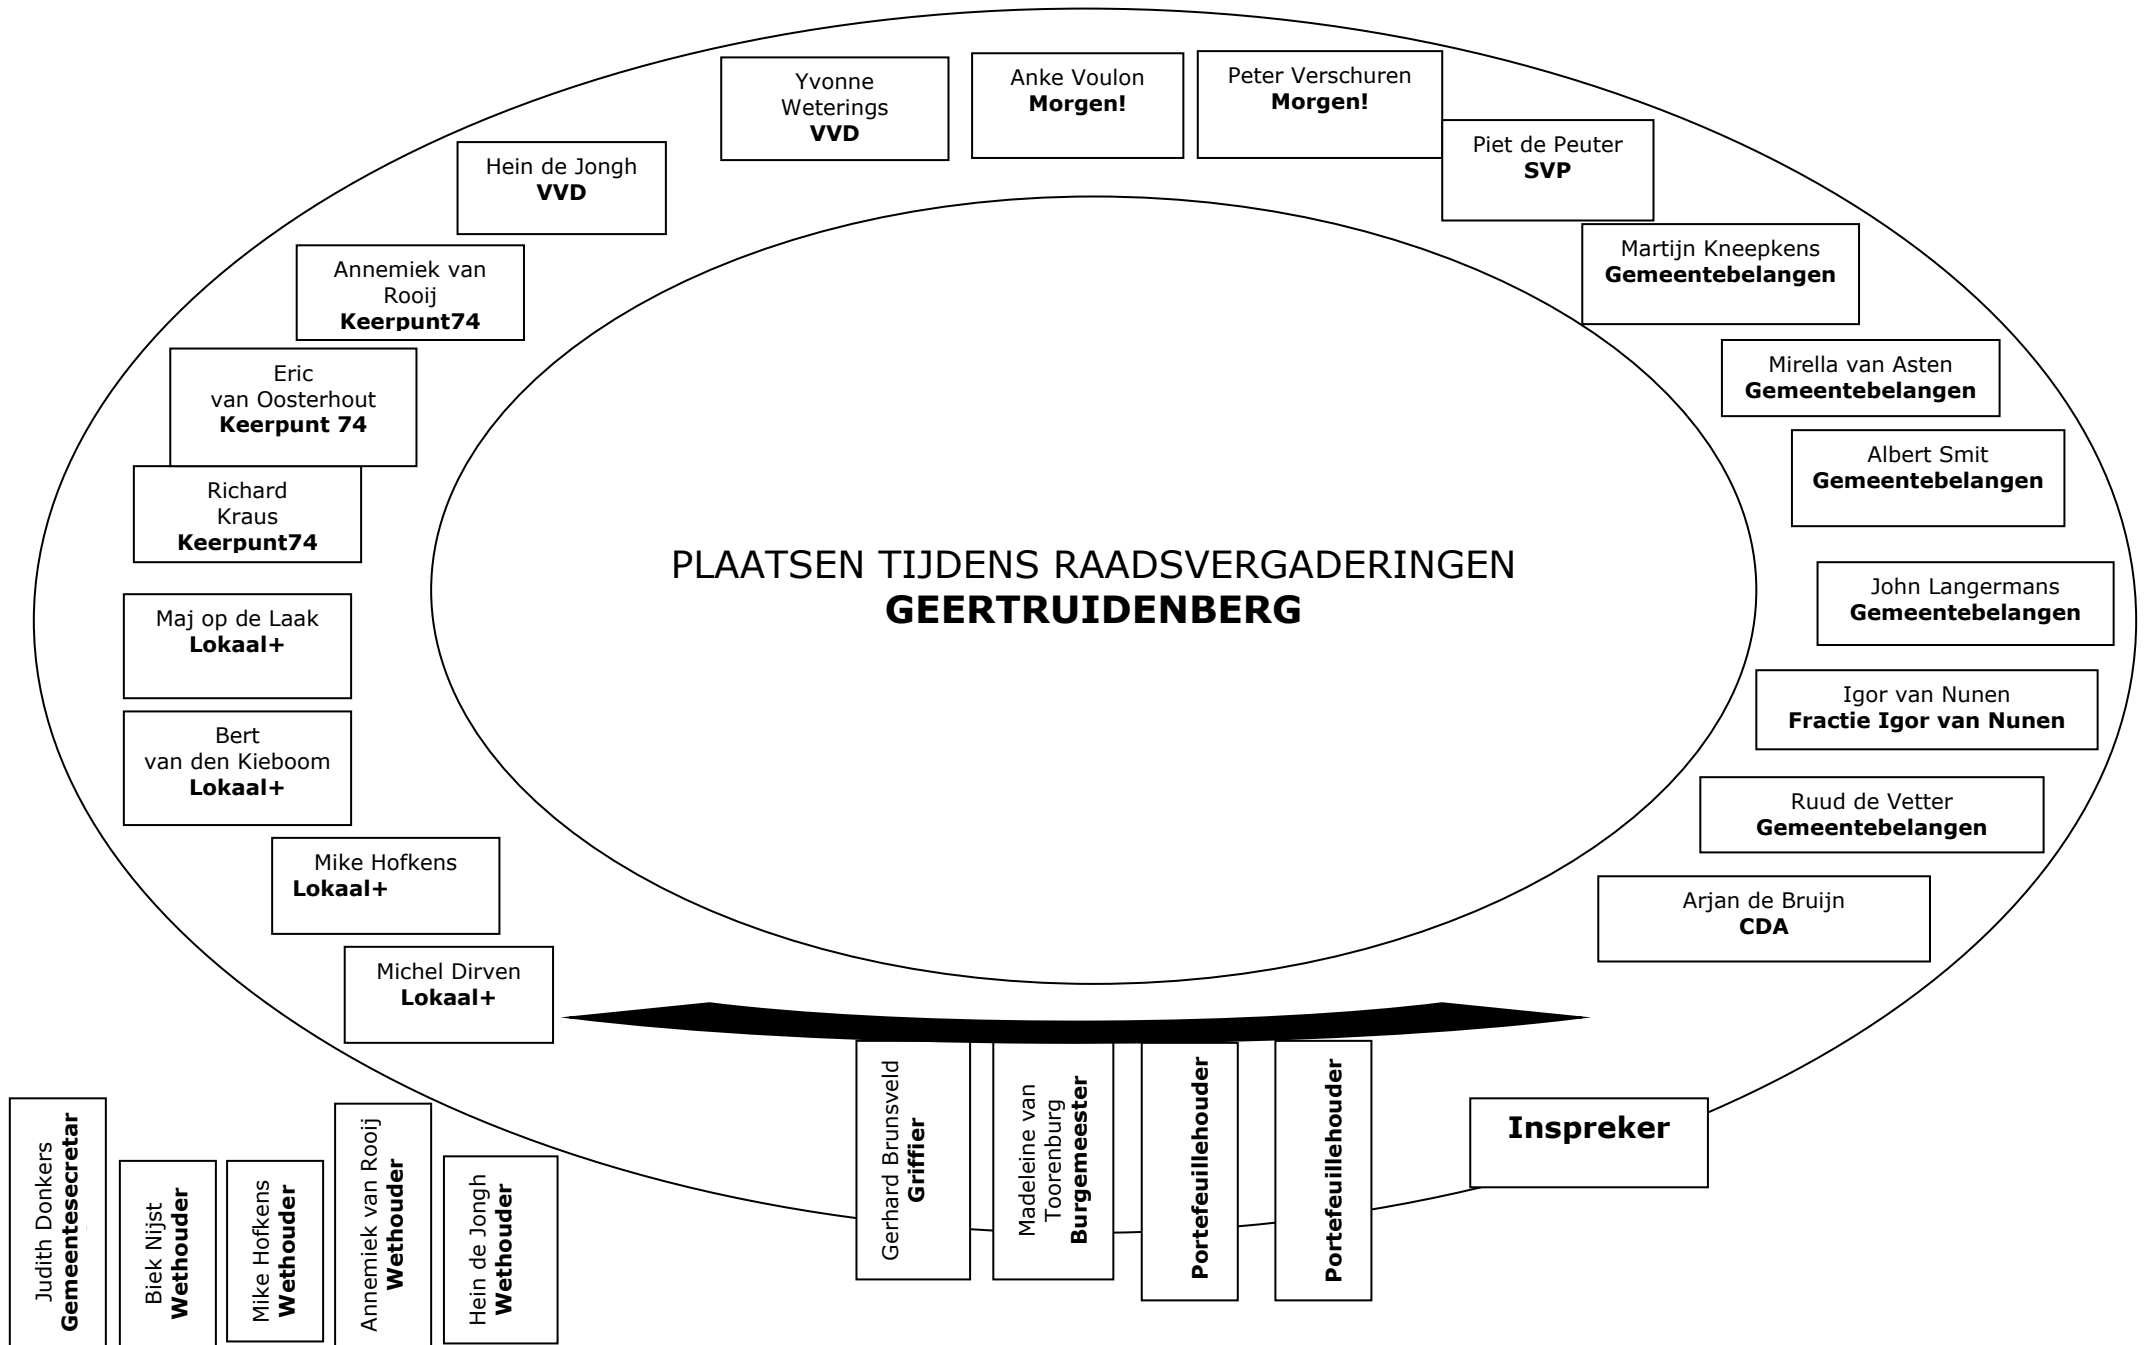 Yvonne
Weterings
VVD
Anke Voulon
Morgen!
Peter Verschuren
Morgen!
Piet de Peuter
SVP
Hein de Jongh
VVD
Martijn Kneepkens
Gemeentebelangen
Annemiek van
Rooij
Keerpunt74
Mirella van Asten
Gemeentebelangen
Eric
van Oosterhout
Keerpunt 74
Albert Smit
Gemeentebelangen
Richard
Kraus
Keerpunt74
PLAATSEN TIJDENS RAADSVERGADERINGEN
GEERTRUIDENBERG
John Langermans
Gemeentebelangen
Maj op de Laak
Lokaal+
Igor van Nunen
Fractie Igor van Nunen
Bert
van den Kieboom
Lokaal+
Ruud de Vetter
Gemeentebelangen
Mike Hofkens
Lokaal+
Arjan de Bruijn
CDA
Michel Dirven
Lokaal+
Judith Donkers
Gemeentesecretar
Biek Nijst
Wethouder
Mike Hofkens
Wethouder
Annemiek van Rooij
Wethouder
Hein de Jongh
Wethouder
Gerhard Brunsveld
Griffier
Madeleine van
Toorenburg
Burgemeester
Portefeuillehouder
Portefeuillehouder
Inspreker